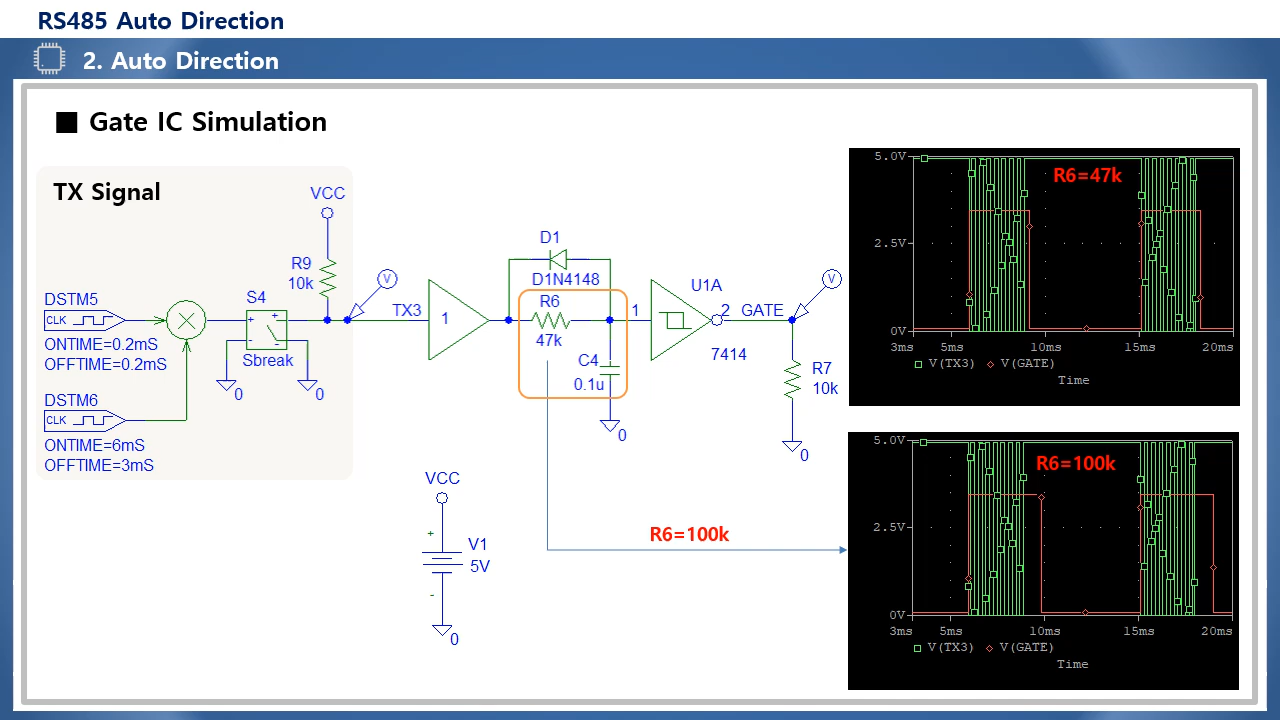 RS485 Auto Direction
2. Auto Direction
■ Gate IC Simulation
TX Signal
VCC
R9
10k
DSTM5
CLK
ONTIME=0.2mS
OFFTIME=0.2mS
S4
+ +
- -
Sbreak
0
0
DSTM6
CLK
ONTIME=6mS
OFFTIME=3mS
V
TX3
1
D1
D1N4148
R6
47k
C4
0.1u
0
1
U1A
2
7414
GATE
V
R7
10k
0
VCC
+
V1
5V
-
0
R6=100k
5.0V
R6=47k
2.5V
0V
3ms 5ms 10ms 15ms 20ms
V(TX3) V(GATE)
Time
5.0V
R6=100k
2.5V
0V
3ms 5ms 10ms 15ms 20ms
V(TX3) V(GATE)
Time